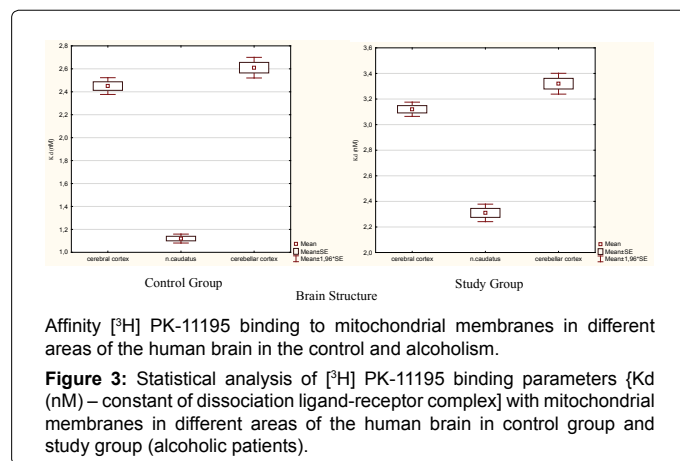 2,8
2,6
2,4
2,2
2,0
1,8
1,6
1,4
1,2
1,0
Kd (nM)
cerebral cortex n.caudatus cerebellar cortex
Mean
Mean±SE
Mean±1,96*SE
Control Group
3,6
3,4
3,2
3,0
2,8
2,6
2,4
2,2
2,0
Kd (nM)
cerebral cortex n.caudatus cerebellar cortex
Mean
Mean±SE
Mean±1,96*SE
Study Group
Brain Structure
Affinity [³H] PK-11195 binding to mitochondrial membranes in different
areas of the human brain in the control and alcoholism.
Figure 3: Statistical analysis of [³H] PK-11195 binding parameters {Kd
(nM) – constant of dissociation ligand-receptor complex] with mitochondrial
membranes in different areas of the human brain in control group and
study group (alcoholic patients).